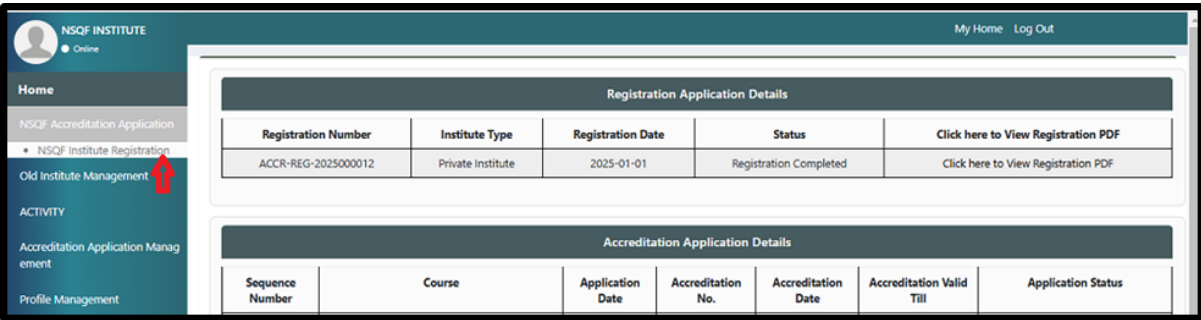 NSQF INSTITUTE
Online
My Home Log Out
Home
NSQF Accreditation Application
NSQF Institute Registration
Old Institute Management
ACTIVITY
Accreditation Application Manag
ement
Profile Management
Registration Application Details
Registration Number Institute Type Registration Date Status Click here to View Registration PDF
ACCR-REG-2025000012 Private Institute 2025-01-01 Registration Completed Click here to View Registration PDF
Accreditation Application Details
Sequence Number Course Application Date Accreditation No. Accreditation Date Accreditation Valid Till Application Status